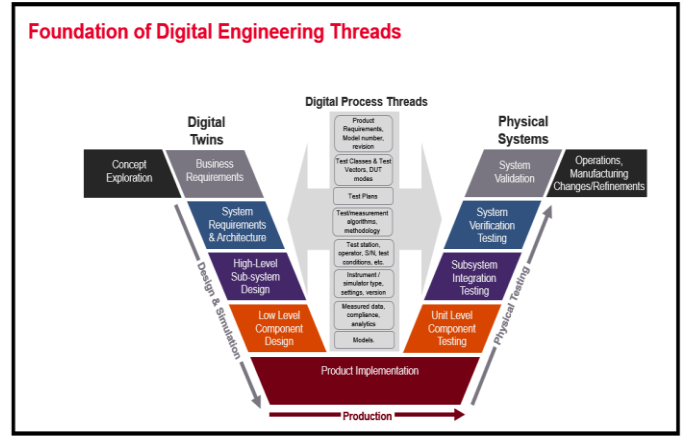 Foundation of Digital Engineering Threads
Digital Process Threads
Digital
Twins
Physical
Systems
Concept
Exploration
Business
Requirements
System
Requirements
& Architecture
High-Level
Sub-system
Design
Low Level
Component
Design
Design & Simulation
Product
Requirements,
Model number,
revision
Test Classes & Test
Vectors, DUT
modes
Test Plans
Test/measurement
algorithms,
methodology
Test station,
operator, S/N, test
conditions, etc.
Instrument /
simulator type,
settings, version
Measured data,
compliance,
analytics
Models.
System
Validation
Operations,
Manufacturing
Changes/Refinements
System
Verification
Testing
Subsystem
Integration
Testing
Unit Level
Component
Testing
Physical Testing
Product Implementation
Production